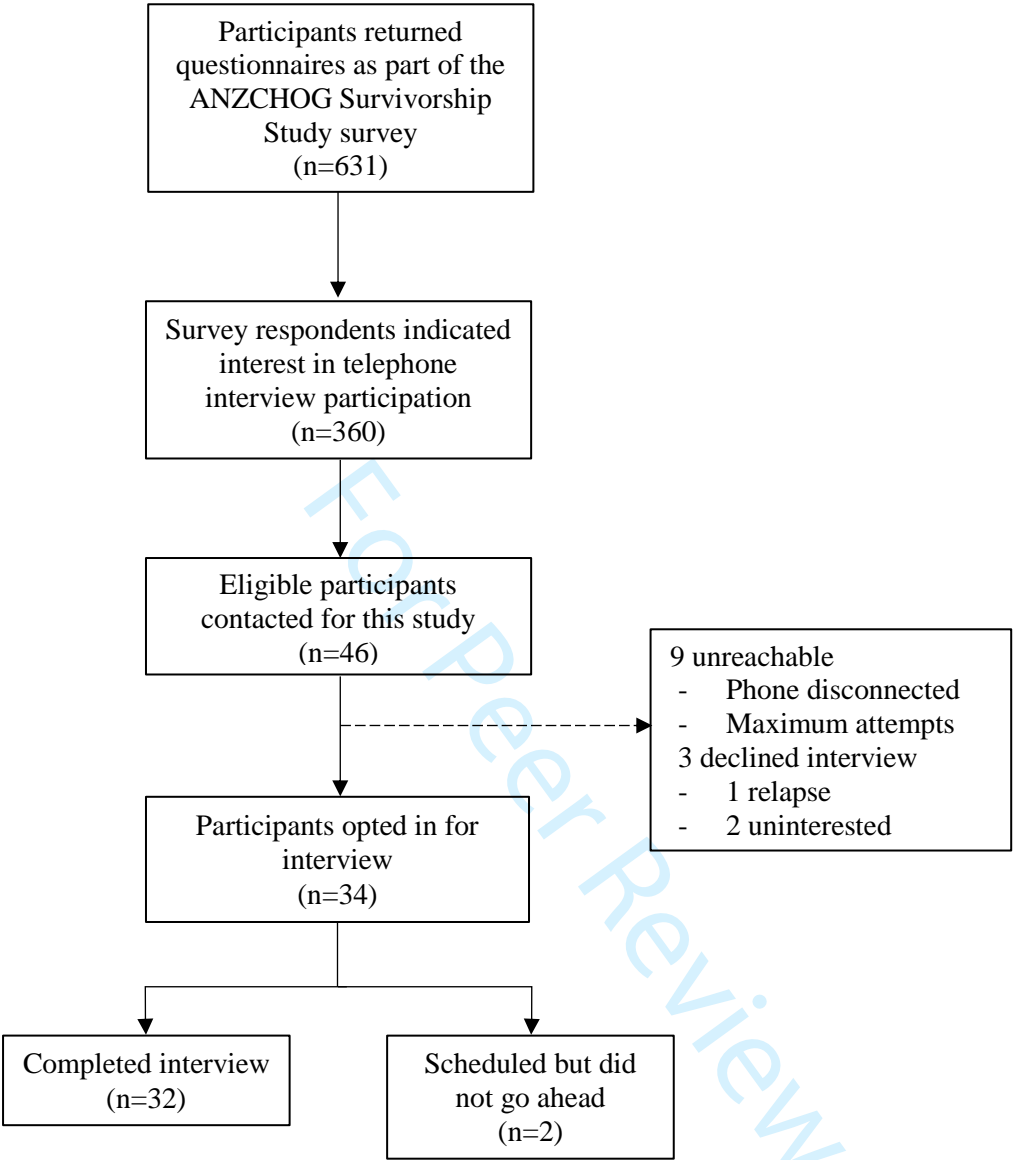 Participants returned
questionnaires as part of the
ANZCHOG Survivorship
Study survey
(n=631)
Survey respondents indicated
interest in telephone
interview participation
(n=360)
Eligible participants
contacted for this study
(n=46)
9 unreachable
- Phone disconnected
- Maximum attempts
3 declined interview
- 1 relapse
- 2 uninterested
Participants opted in for
interview
(n=34)
Completed interview
(n=32)
Scheduled but did
not go ahead
(n=2)
For Peer Review